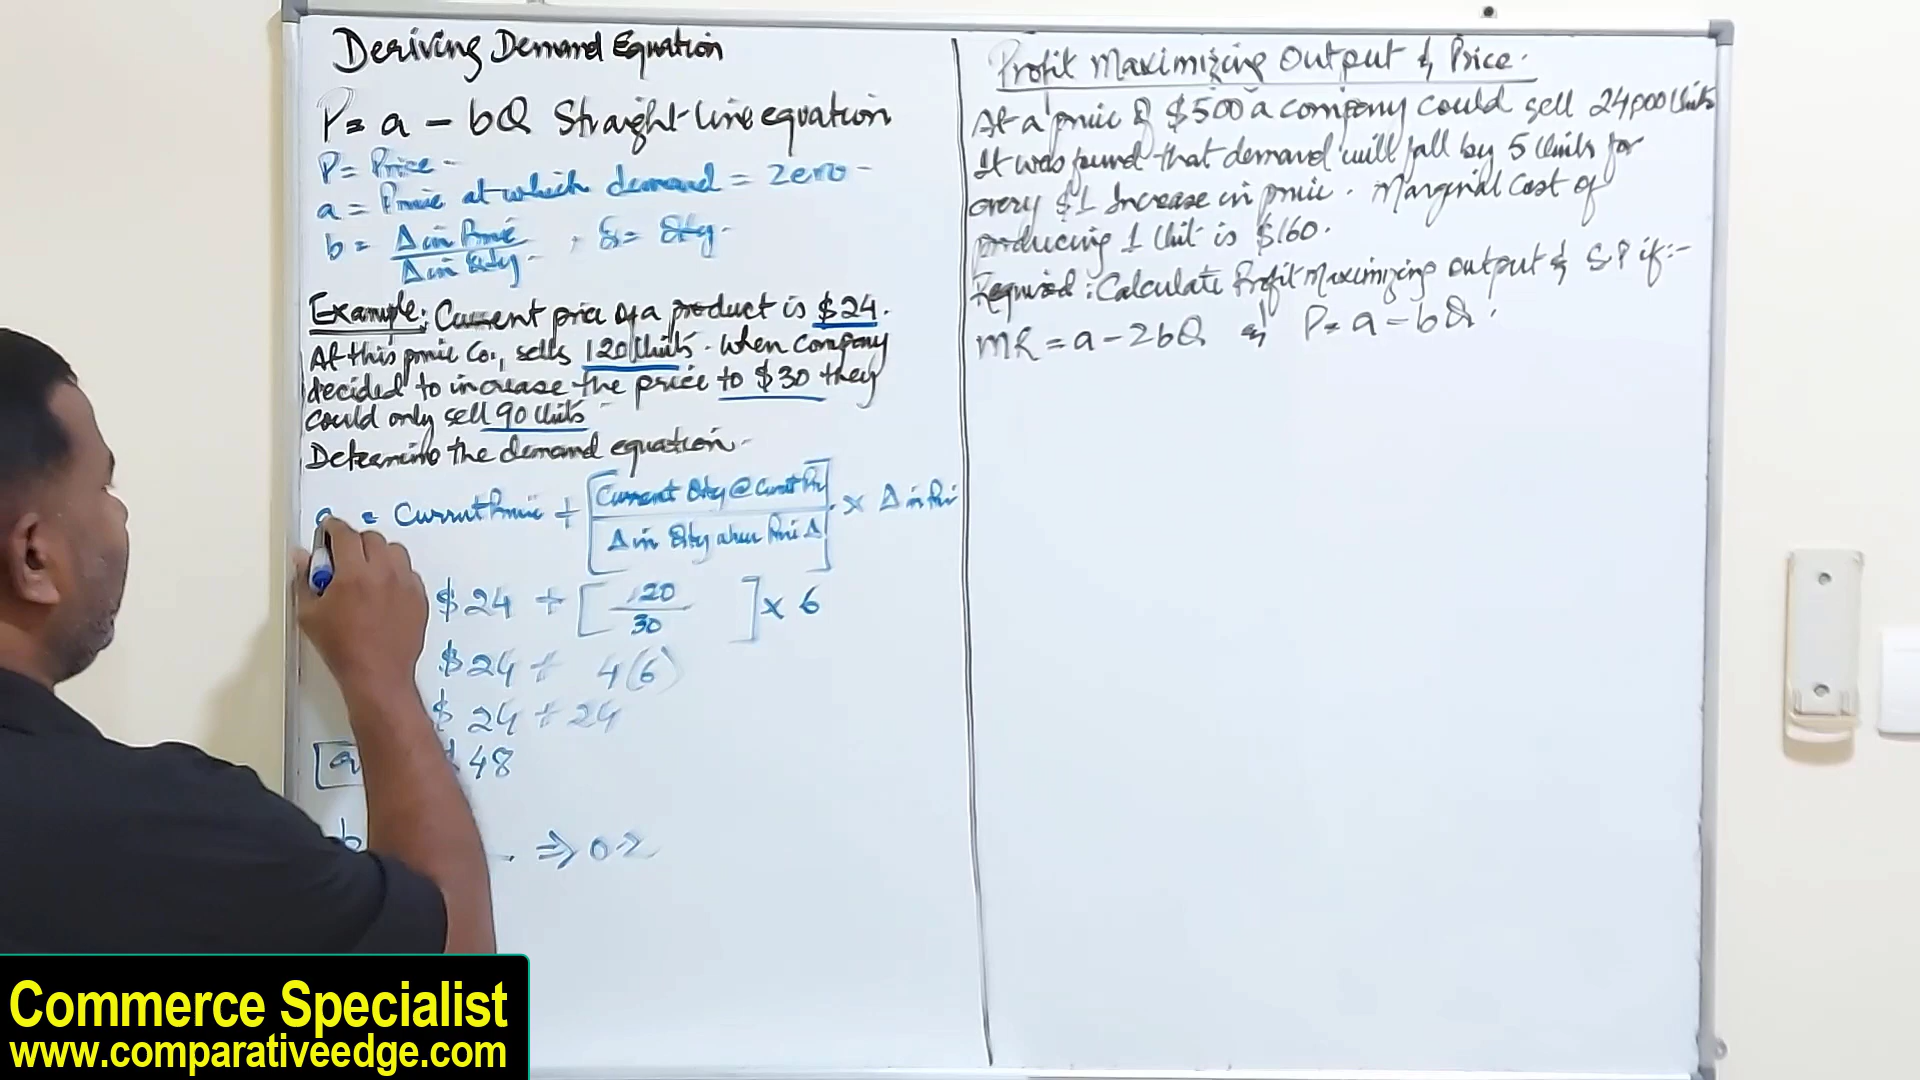 Deriving Demand Equation
P = a - bQ Straight-line equation
P = Price -
a = Price at which demand = Zero -
b = Δ in Price / Δ in Qty - , Q = Qty -
Example: Current price of a product is $24.
At this price Co., sells 120 Units. When company
decided to increase the price to $30 they
could only sell 90 Units
Determine the demand equation -
a = Current Price + [Current Qty @ Current Pri / Δ in Qty when Pri Δ] × Δ in Pri
$24 + [120 / 30] × 6
$24 + 4(6)
$24 + 24
a 48
b ⇒ 0.2
Profit Maximizing Output & Price.
At a price of $500 a company could sell 24,000 Units
It was found that demand will fall by 5 Units for
every $1 Increase in price. Marginal Cost of
producing 1 Unit is $160.
Required: Calculate Profit Maximizing output & S.P if:-
MR = a - 2bQ & P = a - bQ.
Commerce Specialist
www.comparativeedge.com